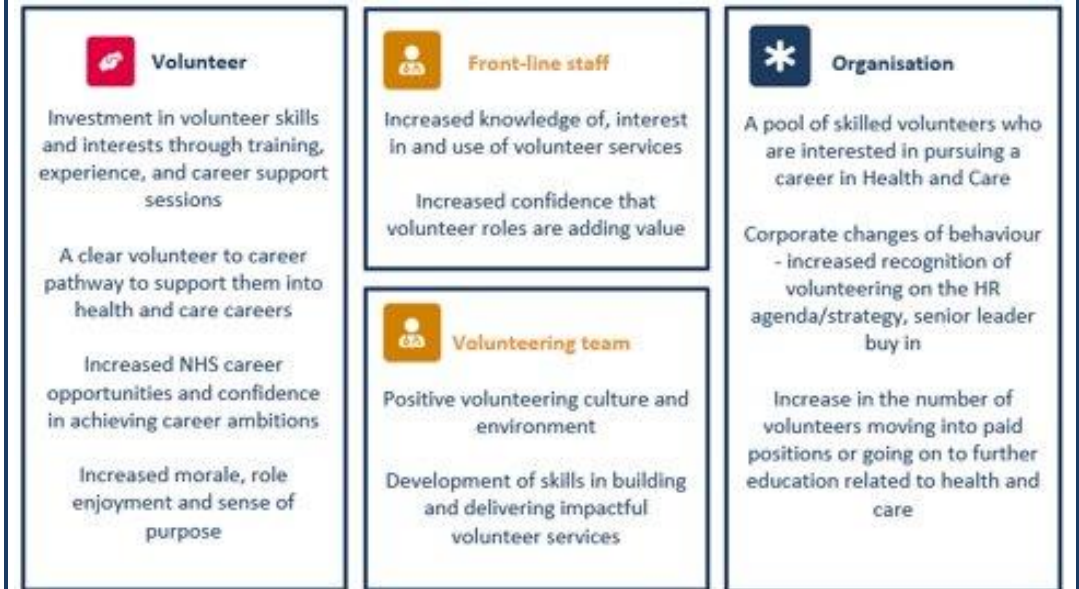 Volunteer
Investment in volunteer skills
and interests through training,
experience, and career support
sessions
A clear volunteer to career
pathway to support them into
health and care careers
Increased NHS career
opportunities and confidence
in achieving career ambitions
Increased morale, role
enjoyment and sense of
purpose
Front-line staff
Increased knowledge of, interest
in and use of volunteer services
Increased confidence that
volunteer roles are adding value
Volunteering team
Positive volunteering culture and
environment
Development of skills in building
and delivering impactful
volunteer services
Organisation
A pool of skilled volunteers who
are interested in pursuing a
career in Health and Care
Corporate changes of behaviour
- increased recognition of
volunteering on the HR
agenda/strategy, senior leader
buy in
Increase in the number of
volunteers moving into paid
positions or going on to further
education related to health and
care